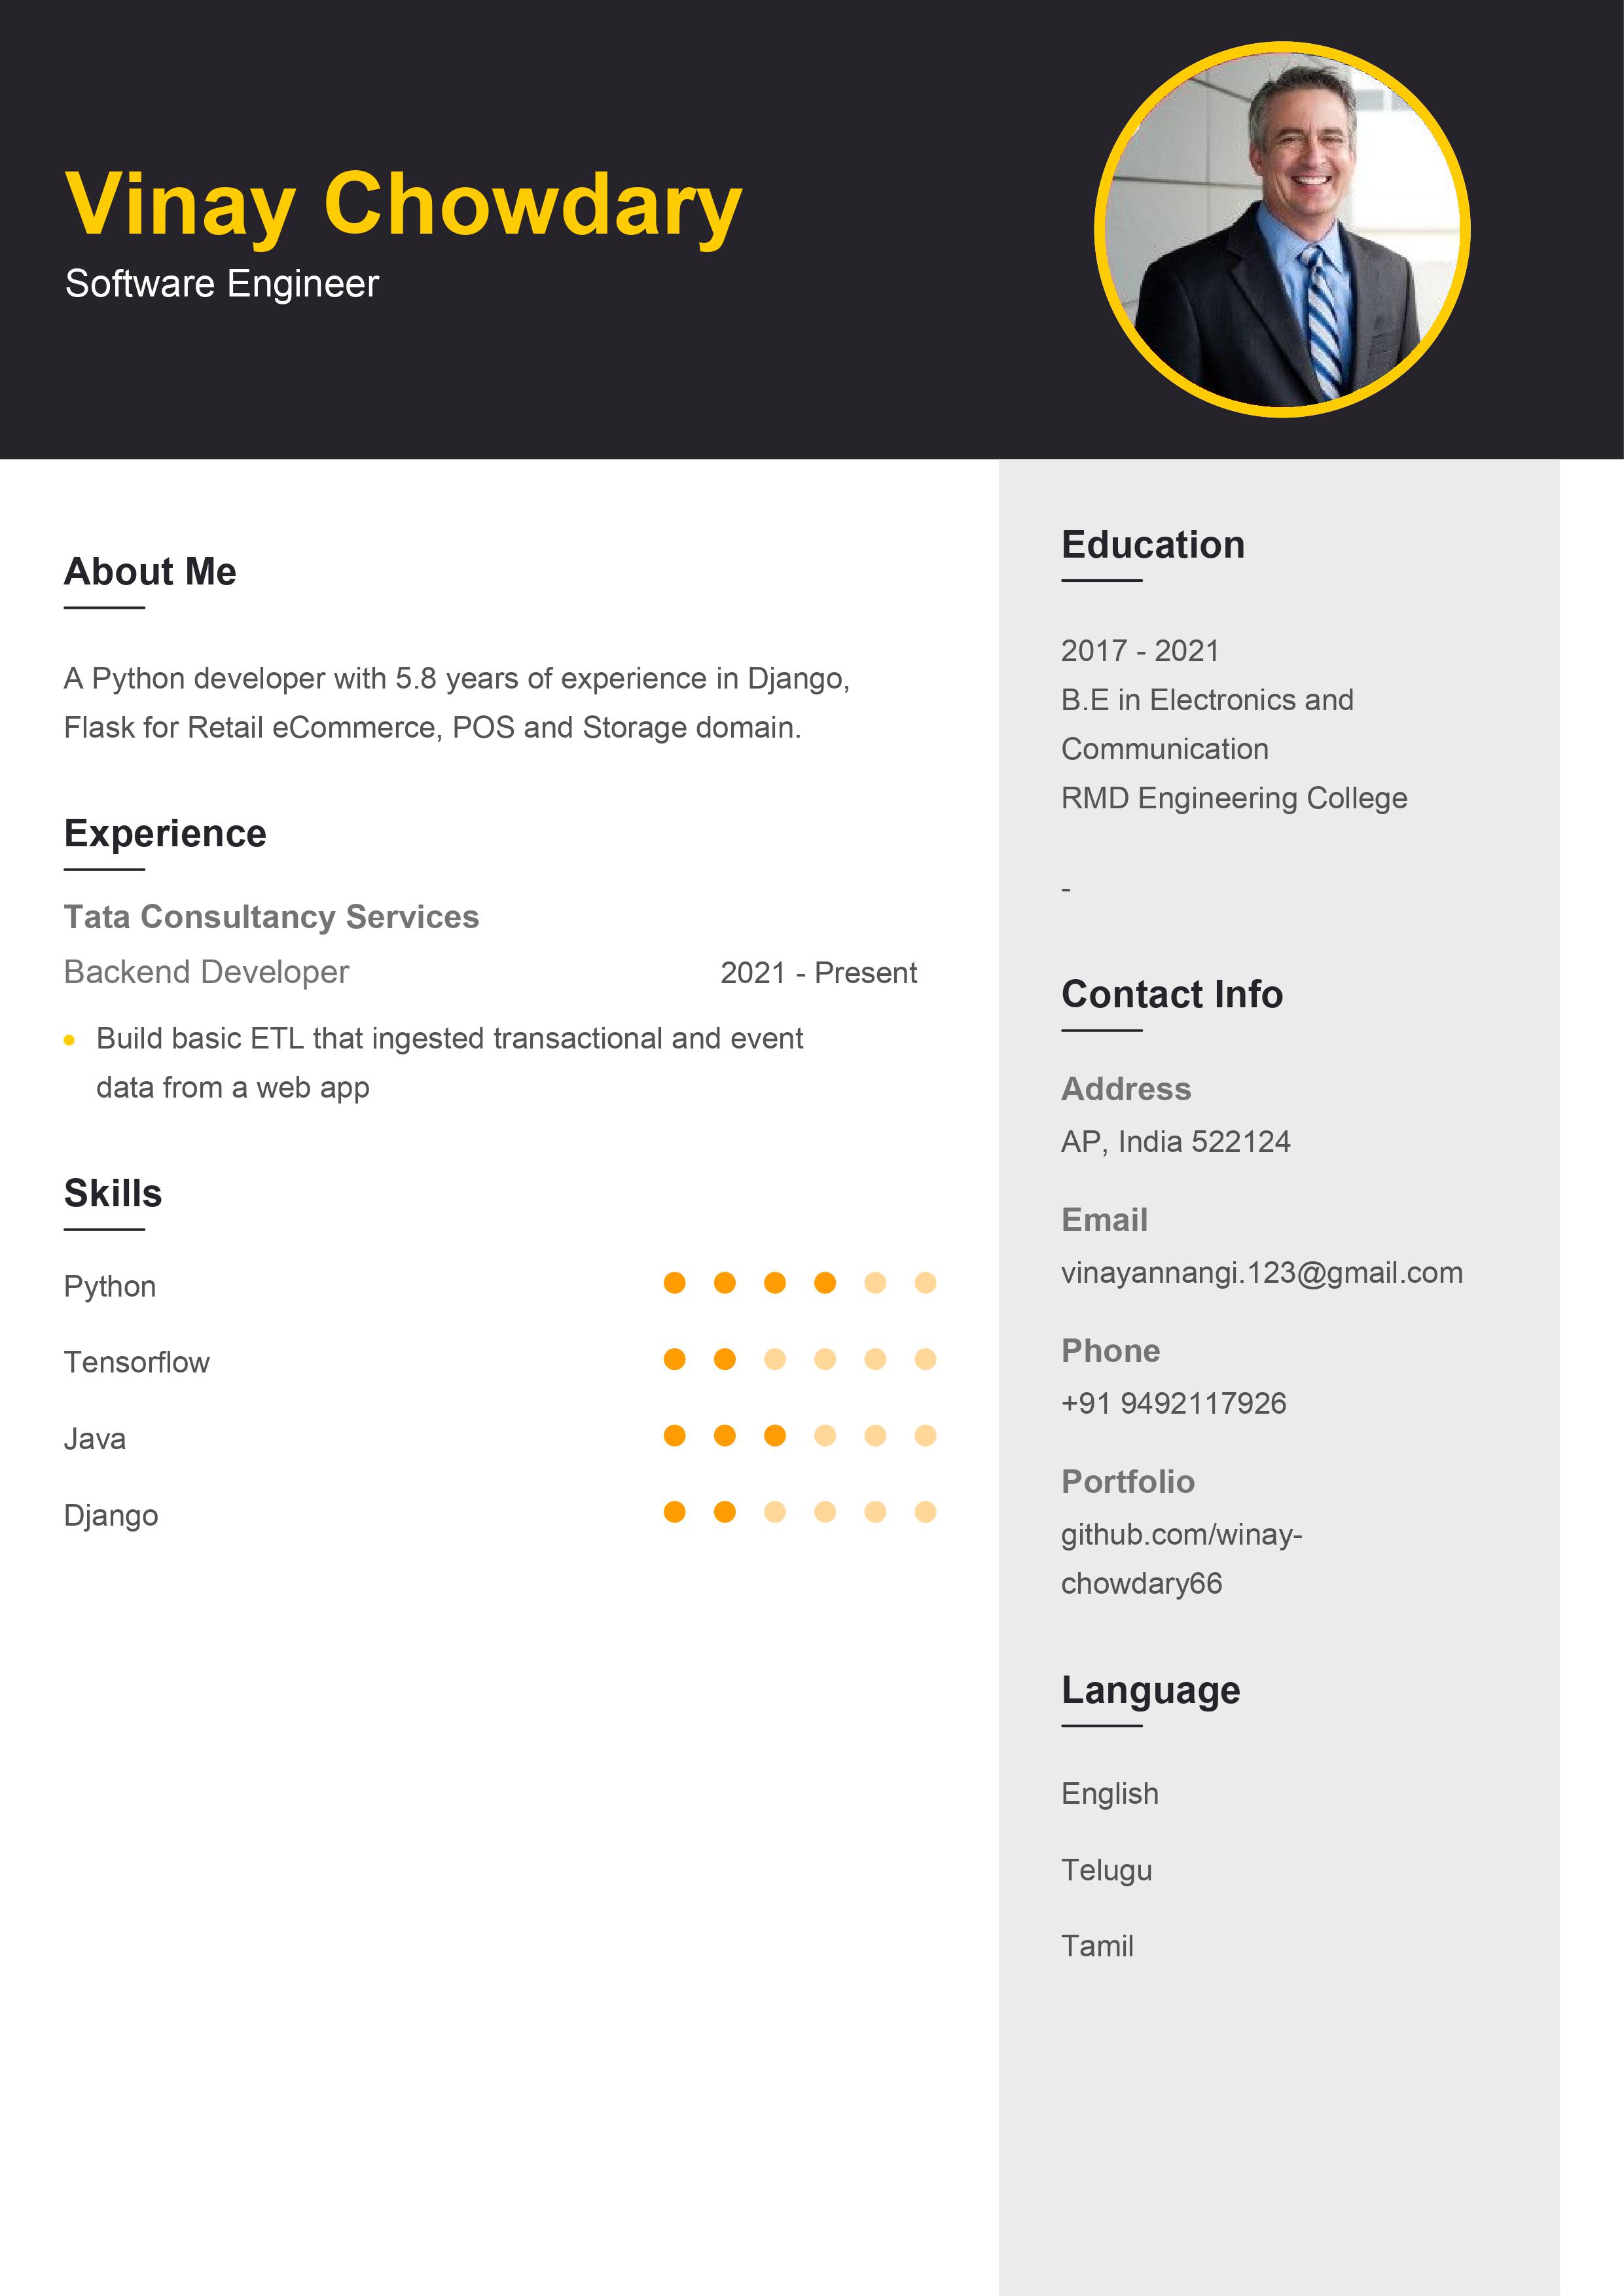 Vinay Chowdary
Software Engineer
About Me
A Python developer with 5.8 years of experience in Django,
Flask for Retail eCommerce, POS and Storage domain.
Experience
Tata Consultancy Services
Backend Developer 2021 - Present
Build basic ETL that ingested transactional and event
data from a web app
Skills
Python
Tensorflow
Java
Django
Education
2017 - 2021
B.E in Electronics and
Communication
RMD Engineering College
-
Contact Info
Address
AP, India 522124
Email
vinayannangi.123@gmail.com
Phone
+91 9492117926
Portfolio
github.com/winay-
chowdary66
Language
English
Telugu
Tamil